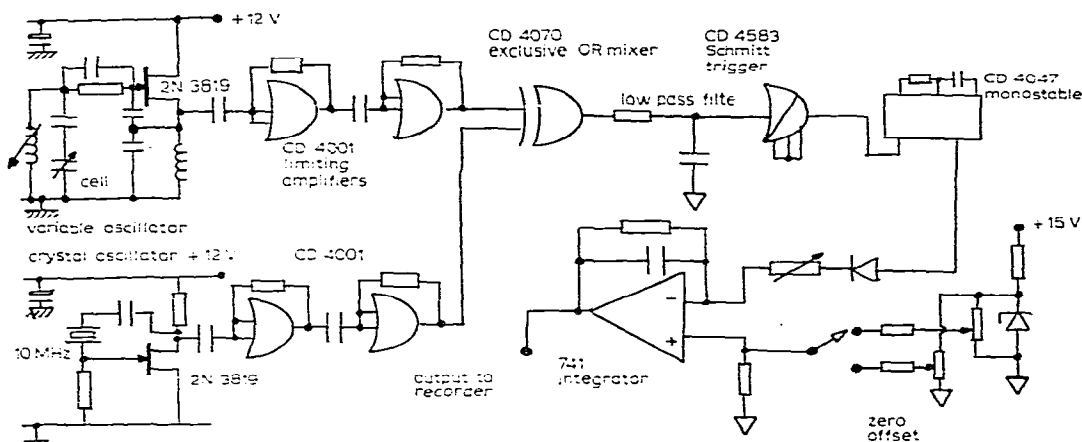 + 12 V
CD 4070
exclusive OR mixer
CD 4583
Schmitt
trigger
CD 4047
monostable
2N 3819
low pass filte
CD 4001
limiting
amplifiers
cell
variable oscillator
crystal oscillator + 12 V
CD 4001
+ 15 V
10 MHz
2N 3819
output to
recorder
741
integrator
−
+
zero
offset